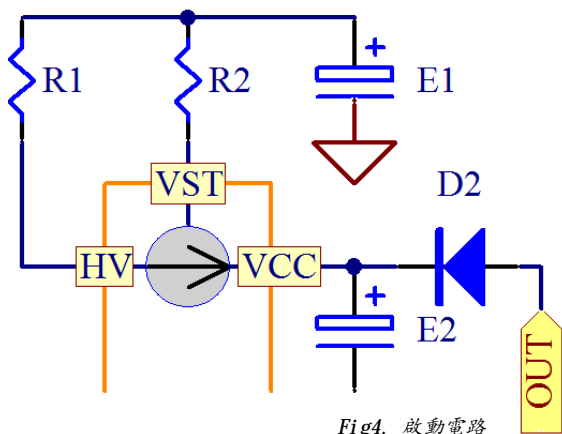 R1
R2
E1
VST
D2
HV
VCC
E2
OUT
Fig4. 啟動電路